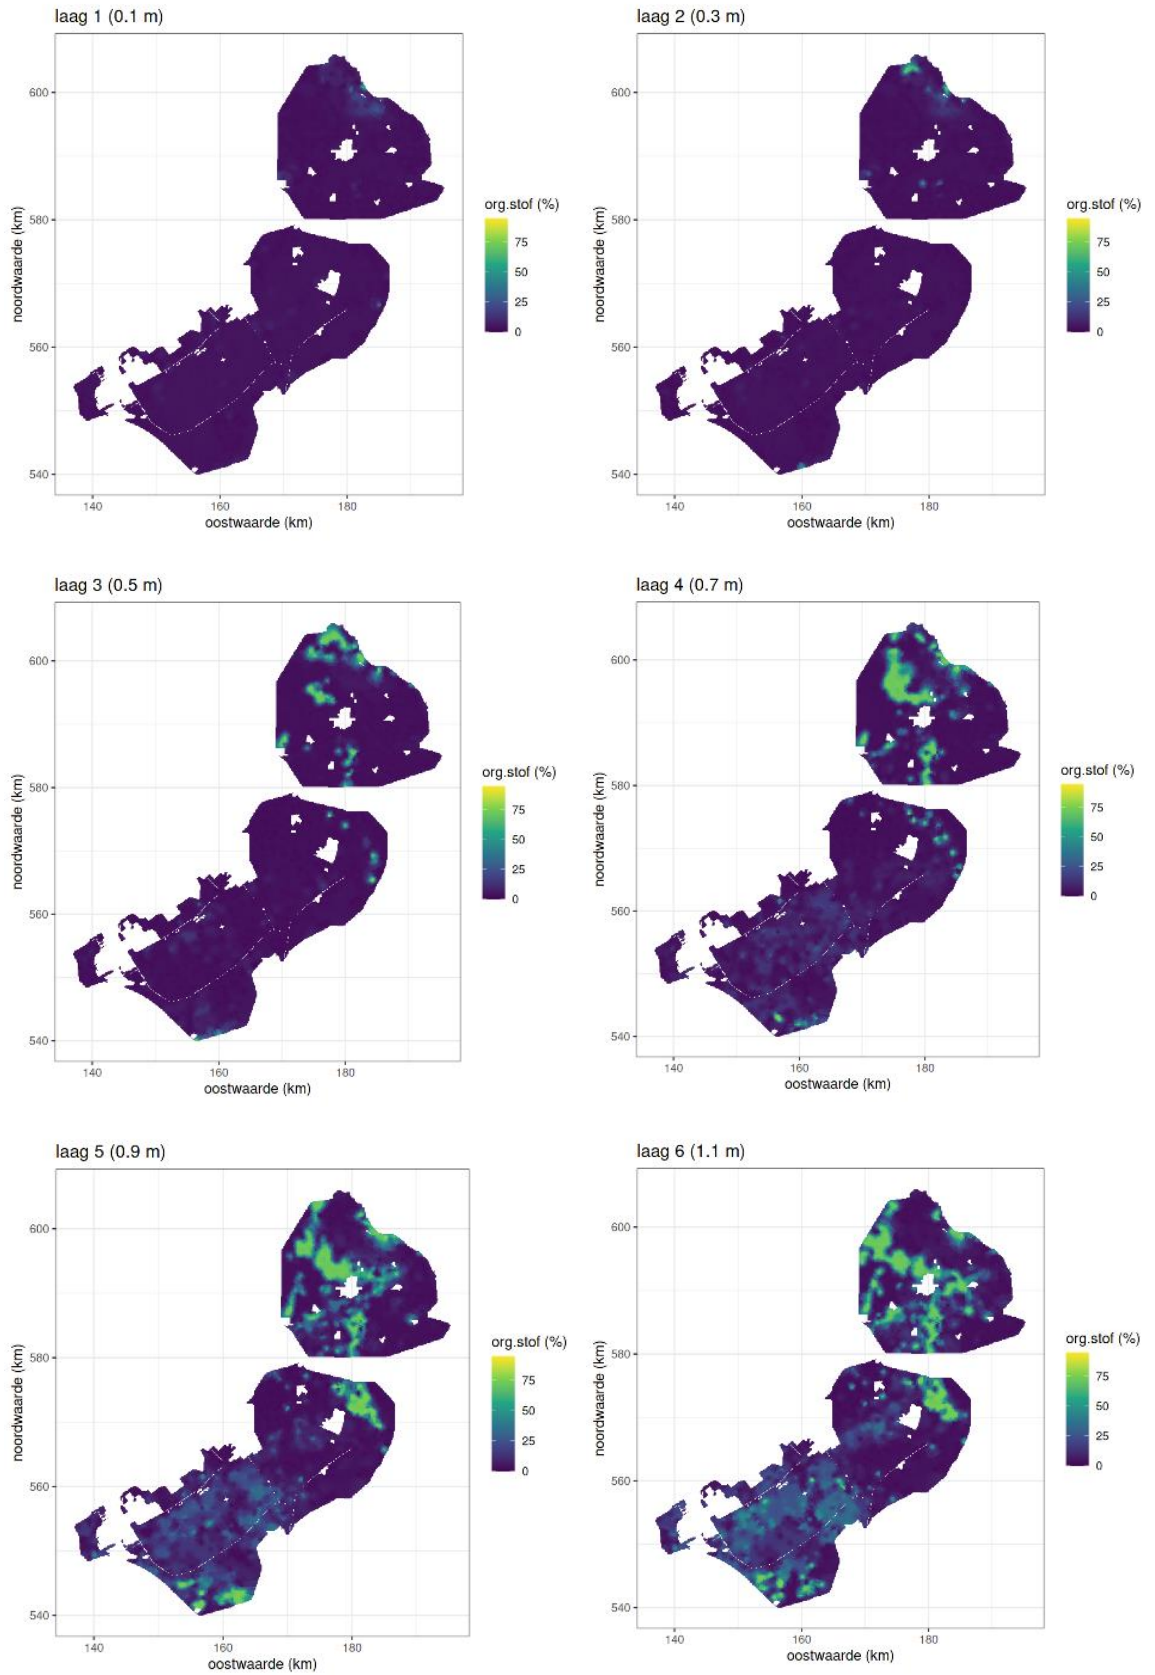 laag 1 (0.1 m)
noordwaarde (km)
600
580
560
540
140 160 180
oostwaarde (km)
org.stof (%)
75
50
25
0
laag 2 (0.3 m)
noordwaarde (km)
600
580
560
540
140 160 180
oostwaarde (km)
org.stof (%)
75
50
25
0
laag 3 (0.5 m)
noordwaarde (km)
600
580
560
540
140 160 180
oostwaarde (km)
org.stof (%)
75
50
25
0
laag 4 (0.7 m)
noordwaarde (km)
600
580
560
540
140 160 180
oostwaarde (km)
org.stof (%)
75
50
25
0
laag 5 (0.9 m)
noordwaarde (km)
600
580
560
540
140 160 180
oostwaarde (km)
org.stof (%)
75
50
25
0
laag 6 (1.1 m)
noordwaarde (km)
600
580
560
540
140 160 180
oostwaarde (km)
org.stof (%)
75
50
25
0